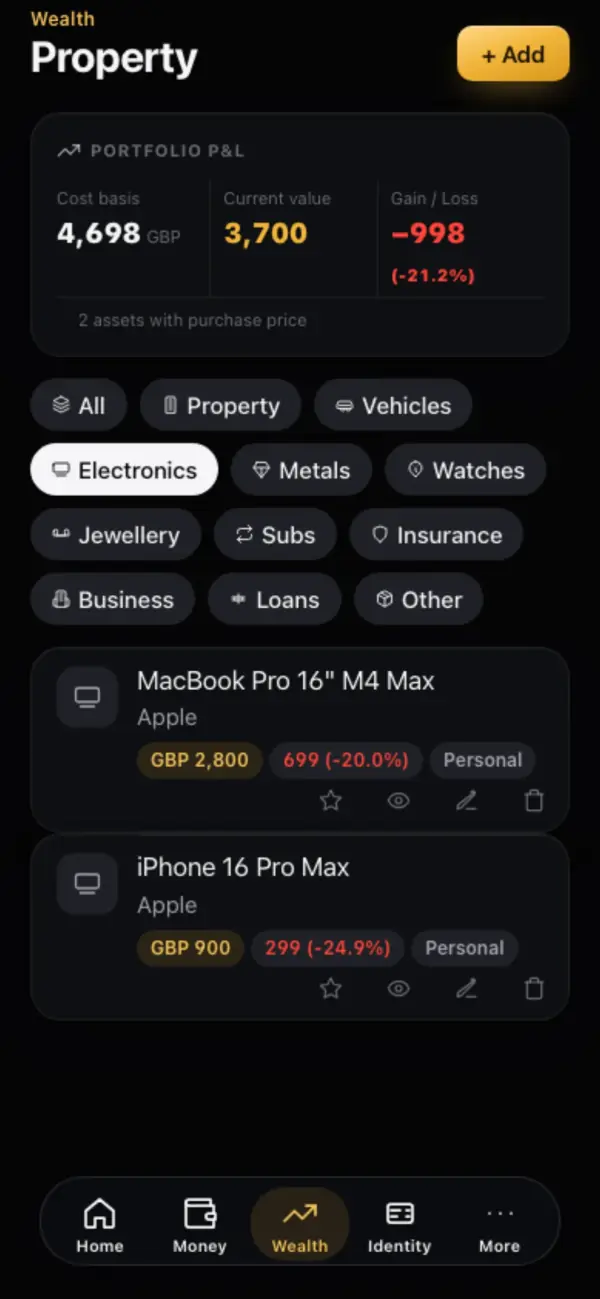 Wealth
Property
+ Add
PORTFOLIO P&L
Cost basis Current value Gain / Loss
4,698 GBP 3,700 −998
(-21.2%)
2 assets with purchase price
All Property Vehicles
Electronics Metals Watches
Jewellery Subs Insurance
Business Loans Other
MacBook Pro 16" M4 Max
Apple
GBP 2,800 699 (-20.0%) Personal
iPhone 16 Pro Max
Apple
GBP 900 299 (-24.9%) Personal
Home Money Wealth Identity More